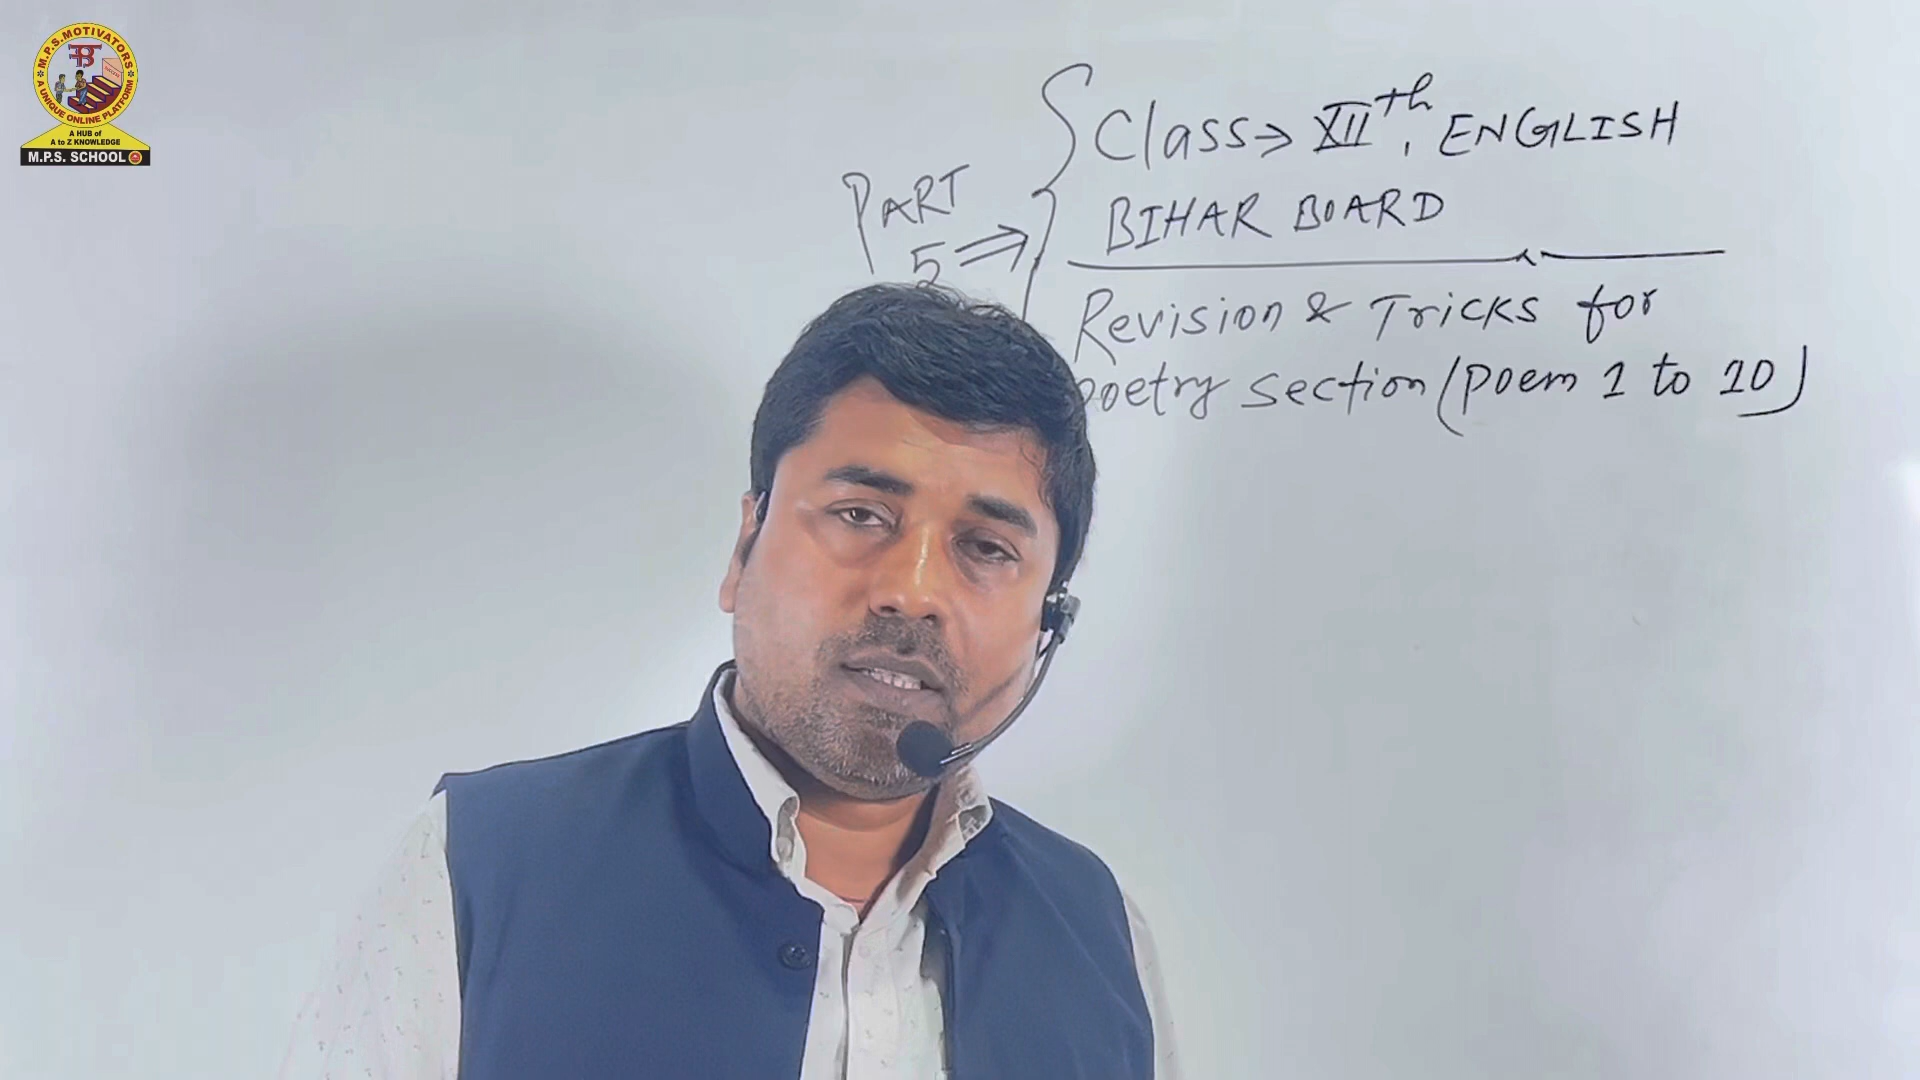 M.P.S.MOTIVATORS
A UNIQUE ONLINE PLATFORM
A HUB of
A to Z KNOWLEDGE
M.P.S. SCHOOL
PART
5 ⇒
Class → XIIth, ENGLISH
BIHAR BOARD
Revision & Tricks for
Poetry section (Poem 1 to 10)